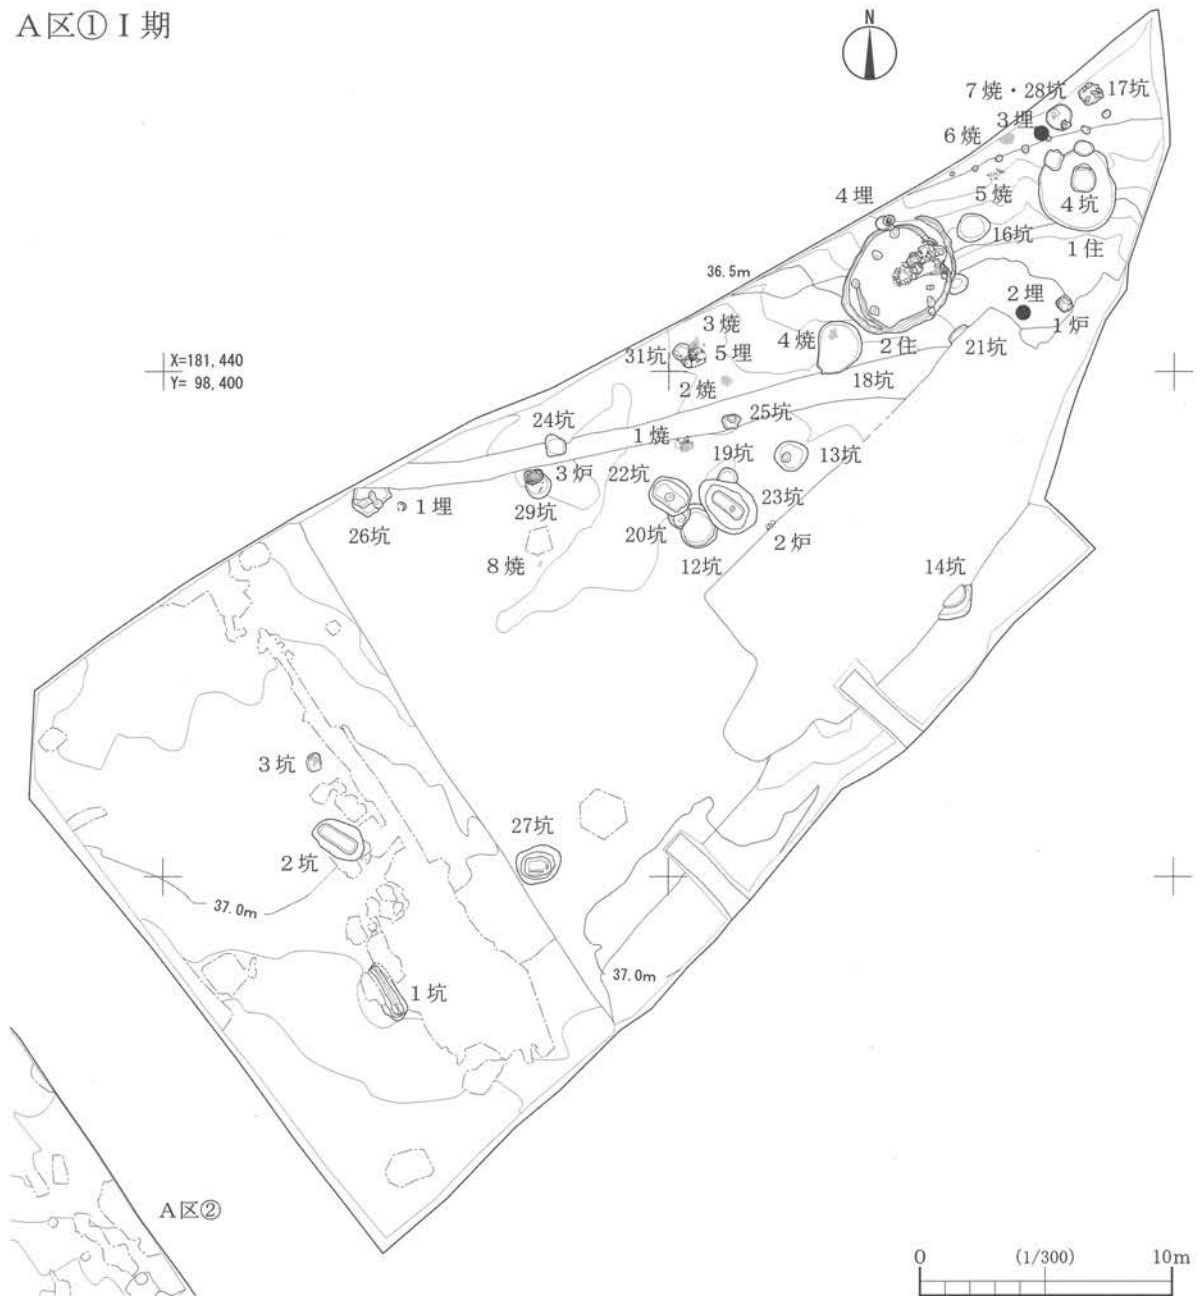 A区①Ⅰ期
N
7焼・28坑
17坑
3埋
6焼
5焼
4坑
4埋
16坑
1住
36.5m
2埋
1炉
3焼
4焼
2住
21坑
31坑
5埋
X=181,440
Y= 98,400
2焼
18坑
24坑
25坑
1焼
19坑
13坑
3炉
22坑
23坑
1埋
29坑
26坑
20坑
2炉
8焼
12坑
14坑
3坑
27坑
2坑
37.0m
37.0m
1坑
A区②
0 (1/300) 10m